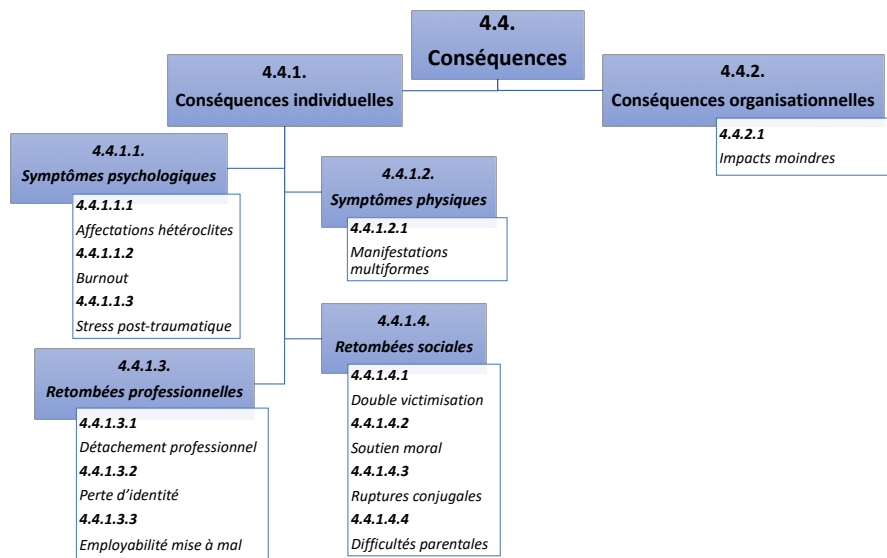 4.4.
Conséquences
4.4.1.
Conséquences individuelles
4.4.2.
Conséquences organisationnelles
4.4.2.1
Impacts moindres
4.4.1.1.
Symptômes psychologiques
4.4.1.1.1
Affectations hétéroclites
4.4.1.1.2
Burnout
4.4.1.1.3
Stress post-traumatique
4.4.1.2.
Symptômes physiques
4.4.1.2.1
Manifestations
multiformes
4.4.1.3.
Retombées professionnelles
4.4.1.3.1
Détachement professionnel
4.4.1.3.2
Perte d'identité
4.4.1.3.3
Employabilité mise à mal
4.4.1.4.
Retombées sociales
4.4.1.4.1
Double victimisation
4.4.1.4.2
Soutien moral
4.4.1.4.3
Ruptures conjugales
4.4.1.4.4
Difficultés parentales